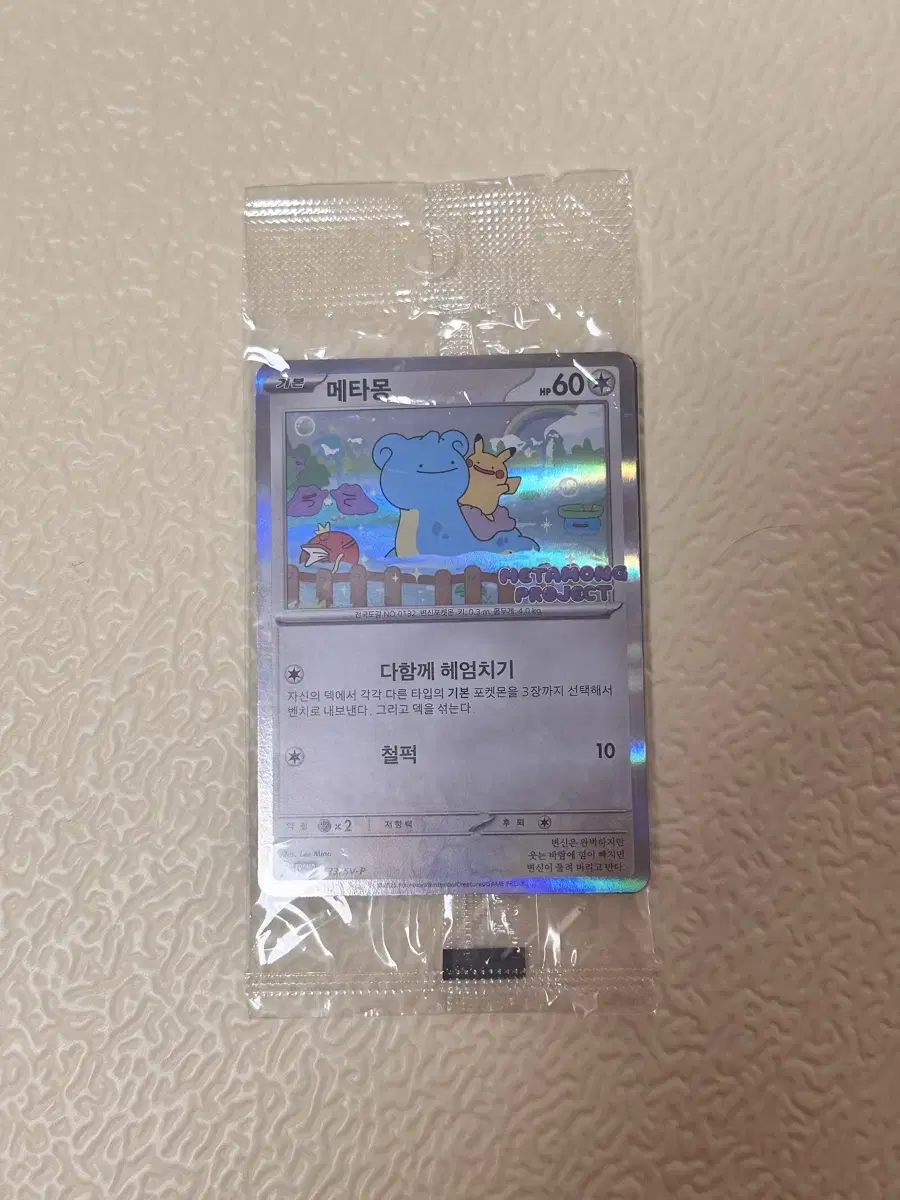 기본 메타몽 HP 60
METAMONG
PROJECT
전국도감 NO.0132 변신포켓몬 키: 0.3 m 몸무게: 4.0 kg
다함께 헤엄치기
자신의 덱에서 각각 다른 타입의 기본 포켓몬을 3장까지 선택해서
벤치로 내보낸다. 그리고 덱을 섞는다.
철퍽 10
약점 ×2 저항력 후퇴
변신은 완벽하지만
웃는 바람에 힘이 빠지면
변신이 풀려 버리고 만다.
SV-P